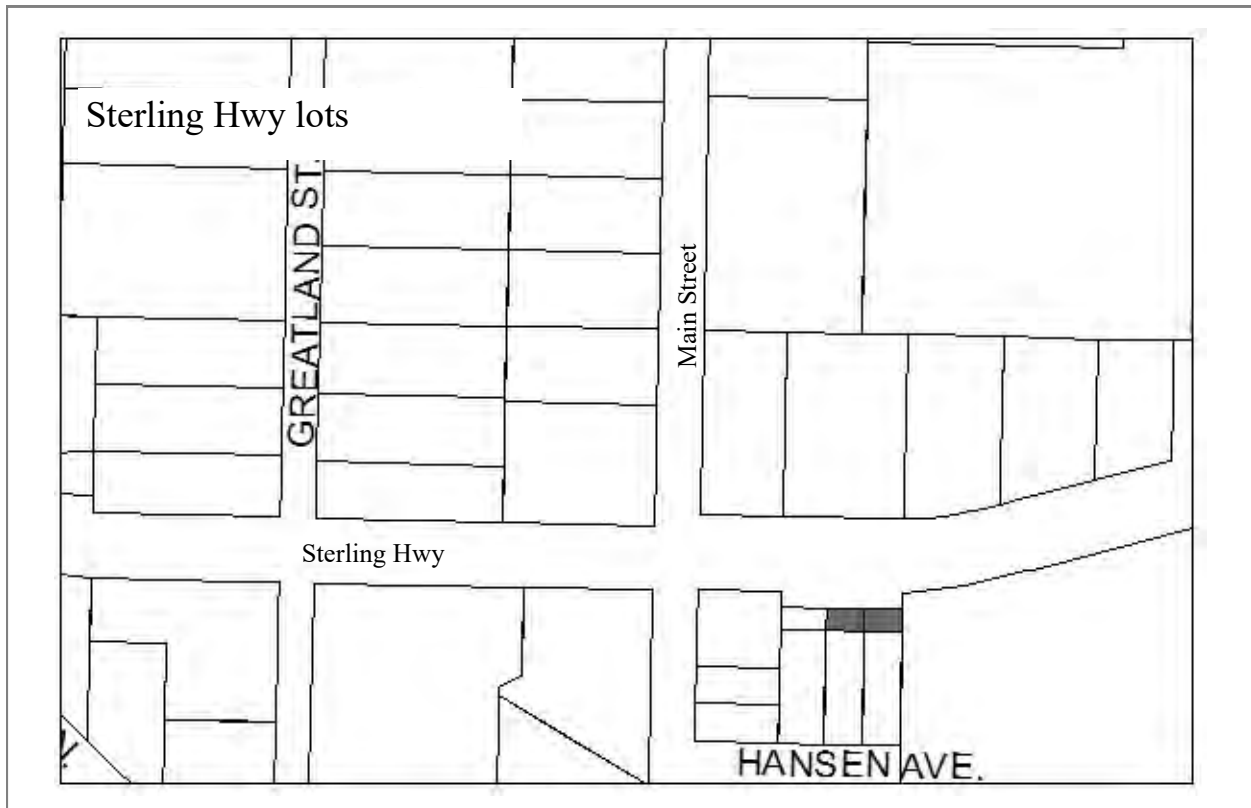 Sterling Hwy lots
GREATLAND ST.
Main Street
Sterling Hwy
HANSEN AVE.